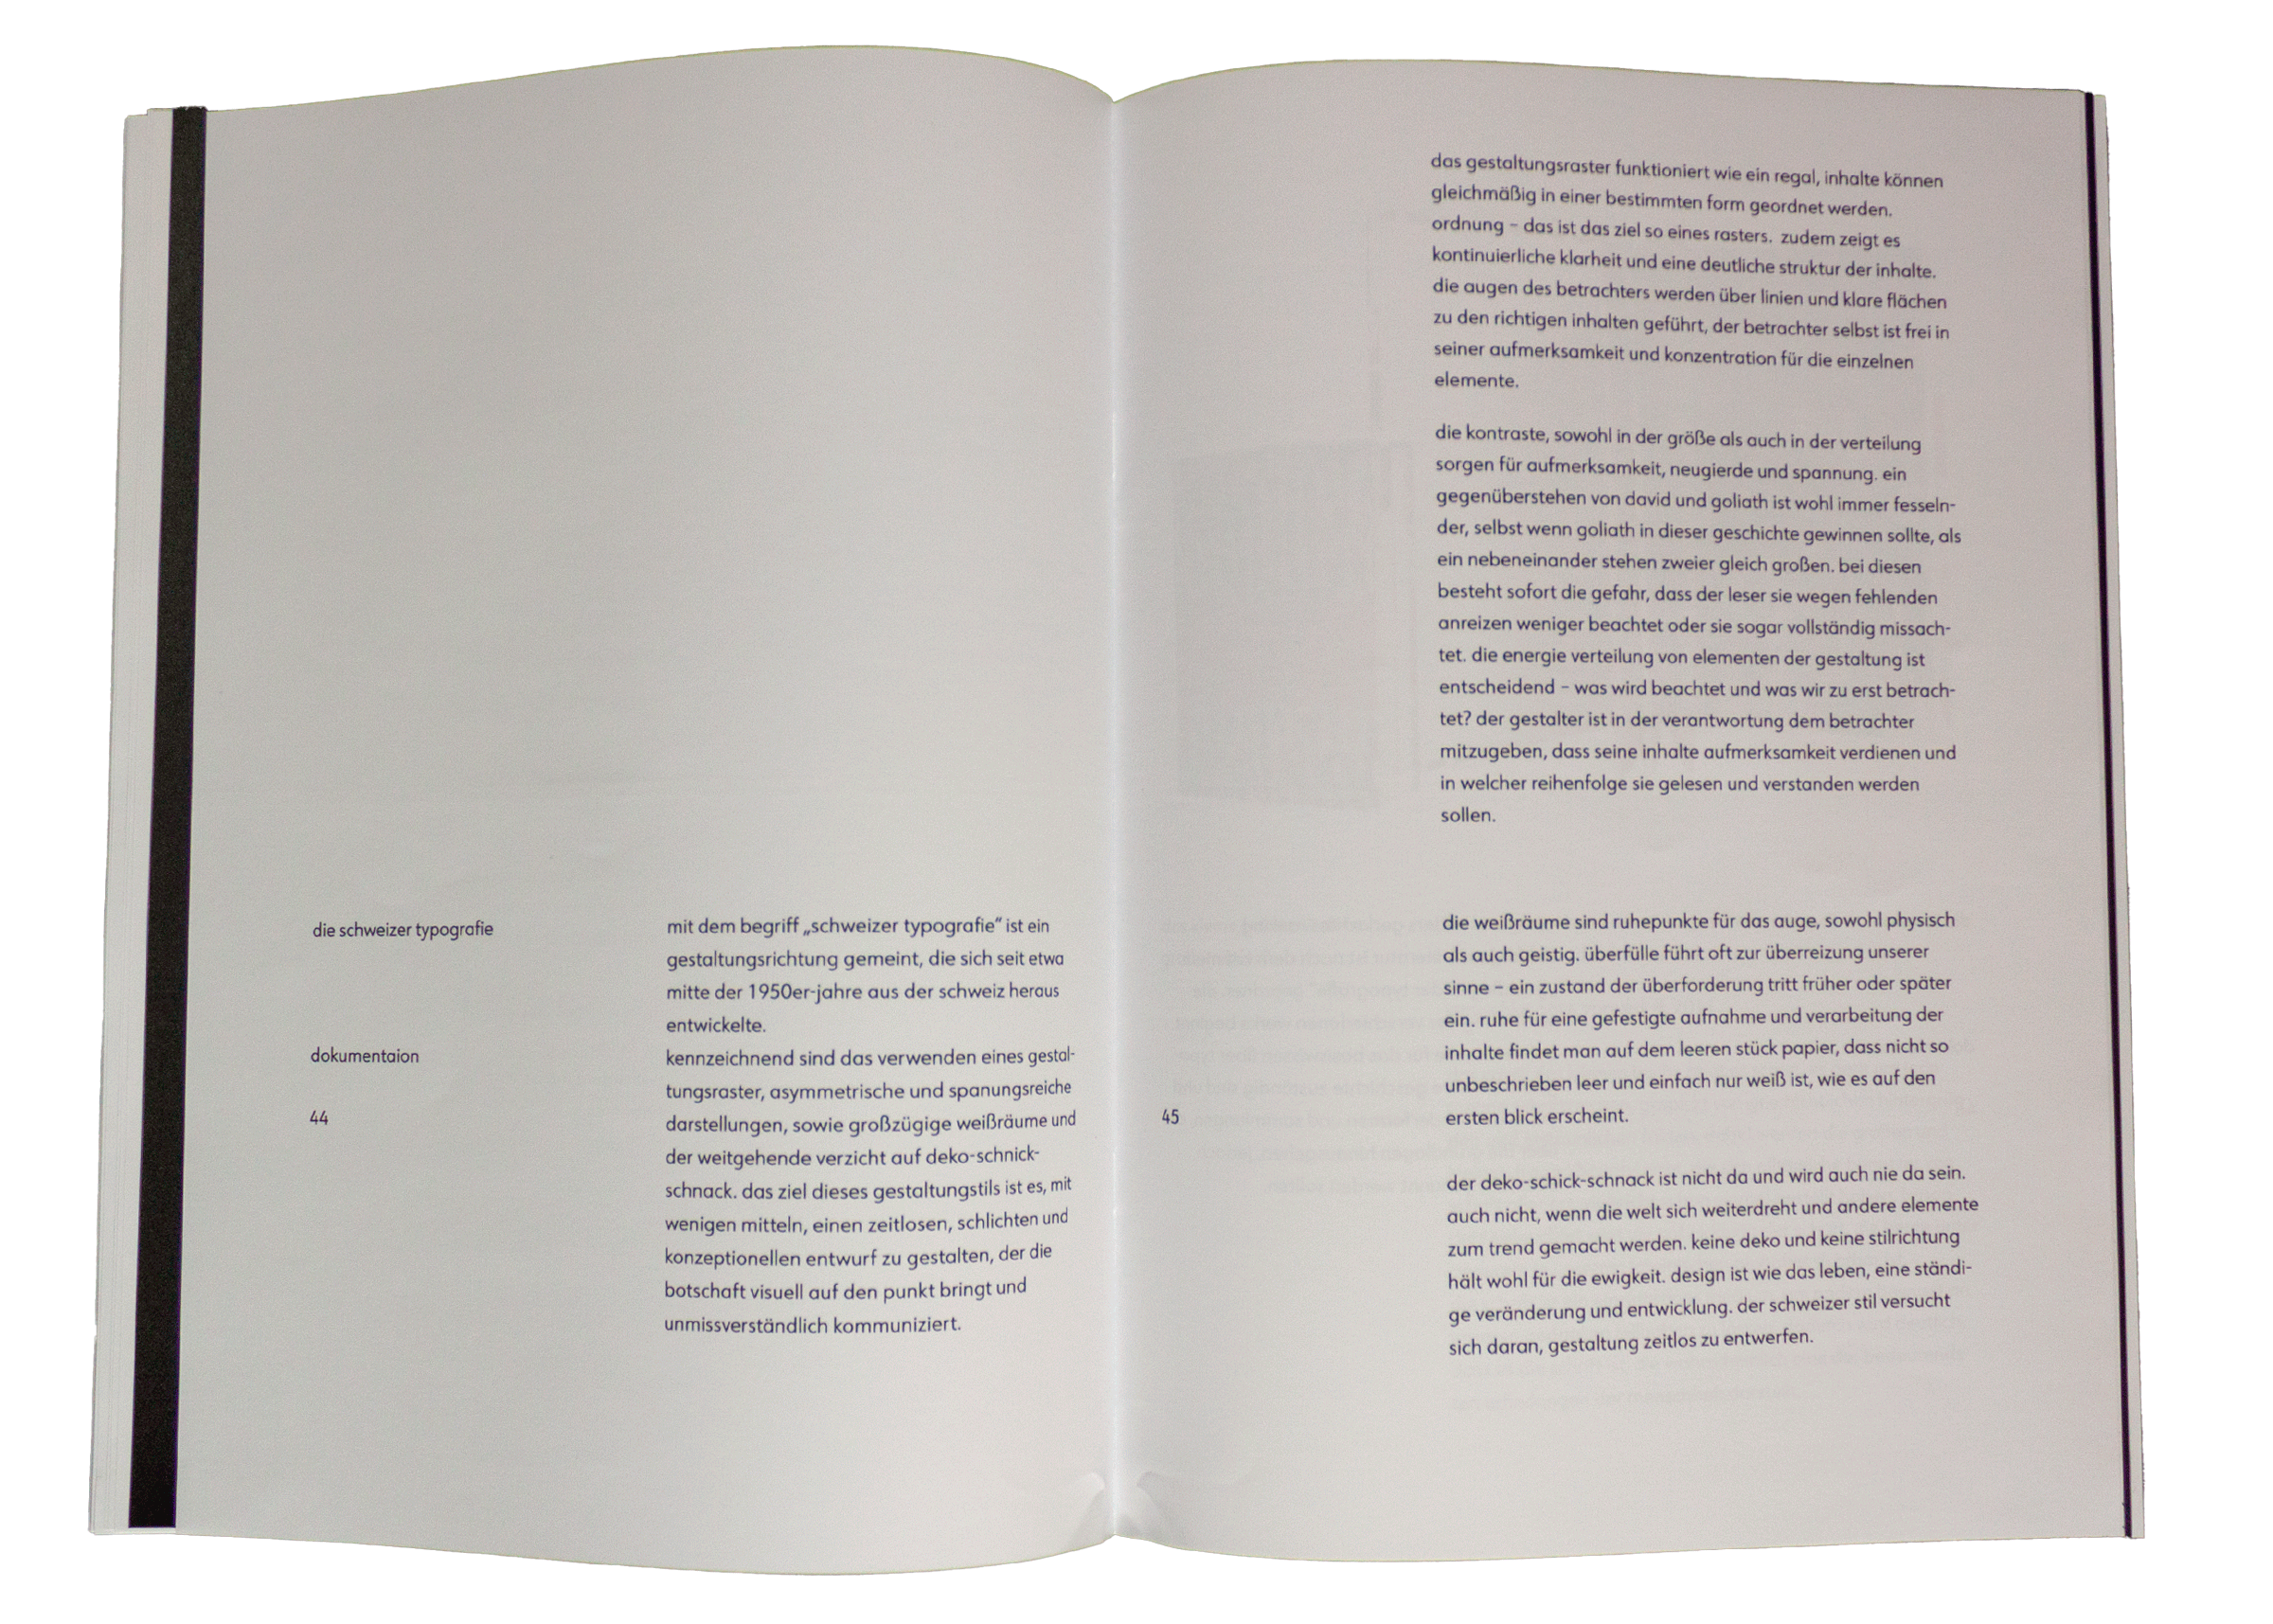 die schweizer typografie
dokumentaion
44
mit dem begriff „schweizer typografie“ ist ein
gestaltungsrichtung gemeint, die sich seit etwa
mitte der 1950er-jahre aus der schweiz heraus
entwickelte.
kennzeichnend sind das verwenden eines gestal-
tungsraster, asymmetrische und spanungsreiche
darstellungen, sowie großzügige weißräume und
der weitgehende verzicht auf deko-schnick-
schnack. das ziel dieses gestaltungstils ist es, mit
wenigen mitteln, einen zeitlosen, schlichten und
konzeptionellen entwurf zu gestalten, der die
botschaft visuell auf den punkt bringt und
unmissverständlich kommuniziert.
45
das gestaltungsraster funktioniert wie ein regal, inhalte können
gleichmäßig in einer bestimmten form geordnet werden.
ordnung – das ist das ziel so eines rasters. zudem zeigt es
kontinuierliche klarheit und eine deutliche struktur der inhalte.
die augen des betrachters werden über linien und klare flächen
zu den richtigen inhalten geführt, der betrachter selbst ist frei in
seiner aufmerksamkeit und konzentration für die einzelnen
elemente.
die kontraste, sowohl in der größe als auch in der verteilung
sorgen für aufmerksamkeit, neugierde und spannung. ein
gegenüberstehen von david und goliath ist wohl immer fesseln-
der, selbst wenn goliath in dieser geschichte gewinnen sollte, als
ein nebeneinander stehen zweier gleich großen. bei diesen
besteht sofort die gefahr, dass der leser sie wegen fehlenden
anreizen weniger beachtet oder sie sogar vollständig missach-
tet. die energie verteilung von elementen der gestaltung ist
entscheidend – was wird beachtet und was wir zu erst betrach-
tet? der gestalter ist in der verantwortung dem betrachter
mitzugeben, dass seine inhalte aufmerksamkeit verdienen und
in welcher reihenfolge sie gelesen und verstanden werden
sollen.
die weißräume sind ruhepunkte für das auge, sowohl physisch
als auch geistig. überfülle führt oft zur überreizung unserer
sinne – ein zustand der überforderung tritt früher oder später
ein. ruhe für eine gefestigte aufnahme und verarbeitung der
inhalte findet man auf dem leeren stück papier, dass nicht so
unbeschrieben leer und einfach nur weiß ist, wie es auf den
ersten blick erscheint.
der deko-schick-schnack ist nicht da und wird auch nie da sein.
auch nicht, wenn die welt sich weiterdreht und andere elemente
zum trend gemacht werden. keine deko und keine stilrichtung
hält wohl für die ewigkeit. design ist wie das leben, eine ständi-
ge veränderung und entwicklung. der schweizer stil versucht
sich daran, gestaltung zeitlos zu entwerfen.